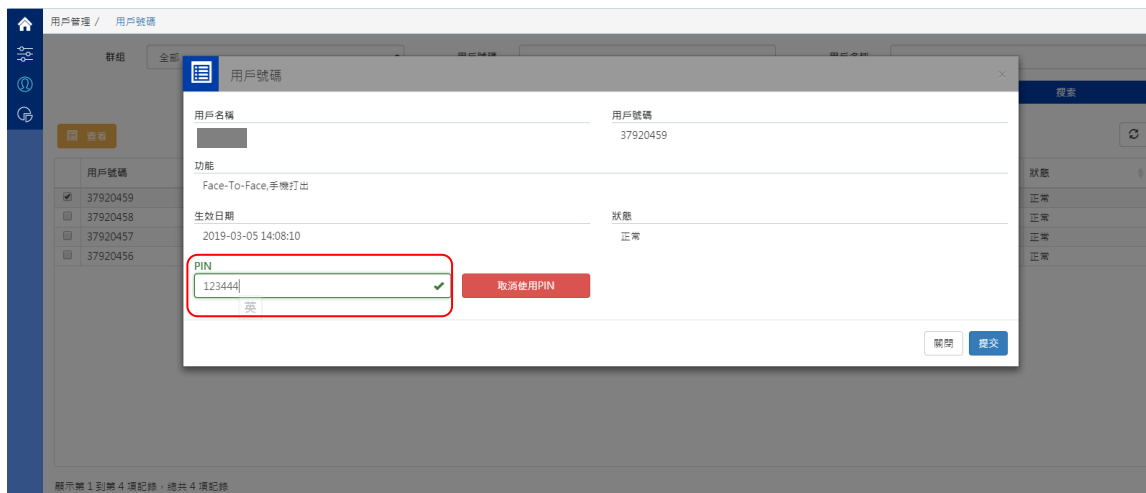 用戶管理 / 用戶號碼
群组 全部
用戶號碼
用戶名稱
搜索
查看
用戶號碼
狀態
37920459 正常
37920458 正常
37920457 正常
37920456 正常
用戶號碼 ×
用戶名稱 用戶號碼
37920459
功能
Face-To-Face,手機打出
生效日期 狀態
2019-03-05 14:08:10 正常
PIN
123444 取消使用PIN
英
關閉 提交
顯示第 1 到第 4 項記錄，總共 4 項記錄